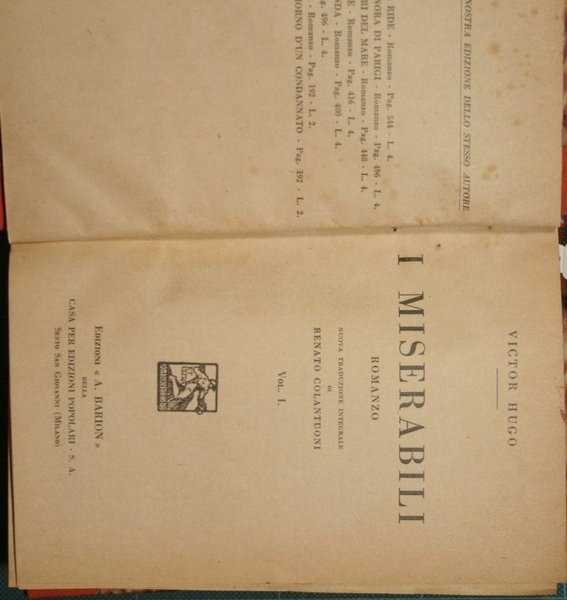 NOSTRA EDIZIONE DELLO STESSO AUTORE
RIDE - Romanzo - Pag. 544 - L. 4.
NORA DI PARIGI - Romanzo - Pag. 496 - L. 4.
RI DEL MARE - Romanzo - Pag. 448 - L. 4.
E - Romanzo - Pag. 416 - L. 4.
NDA - Romanzo - Pag. 400 - L. 4.
g. 496 - L. 4.
- Romanzo - Pag. 192 - L. 2.
IORNO D'UN CONDANNATO - Pag. 192 - L. 2.
VICTOR HUGO
I MISERABILI
ROMANZO
NUOVA TRADUZIONE INTEGRALE
DI
RENATO COLANTUONI
VOL. I.
EDIZIONI « A. BARION »
DELLA
CASA PER EDIZIONI POPOLARI - S. A.
SESTO SAN GIOVANNI (MILANO)